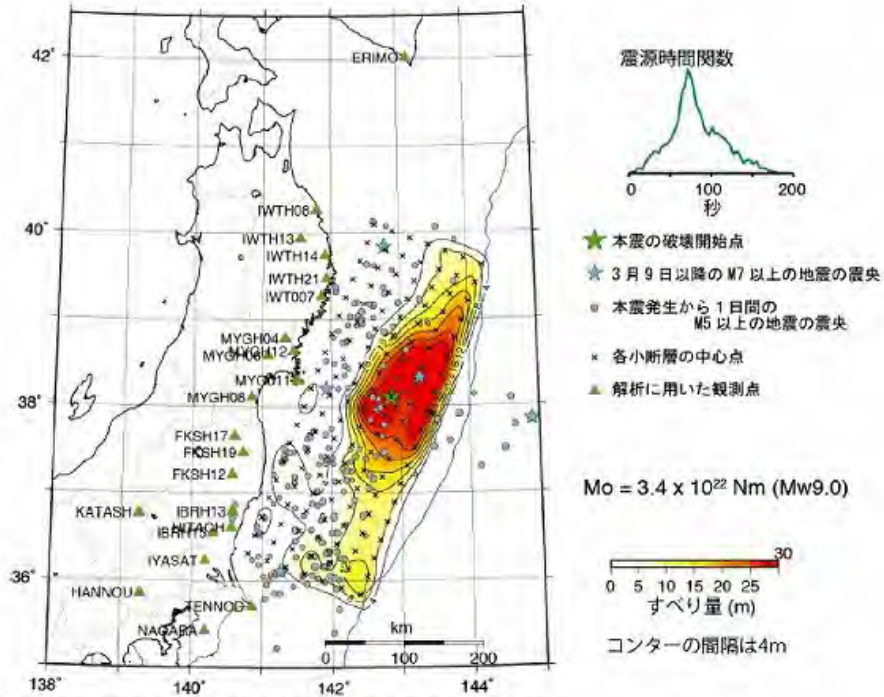 42°
40°
38°
36°
138°
140°
142°
144°
ERIMO
IWTH06
IWTH13
IWTH14
IWTH21
IWT007
MYGH04
MYGH12
MYGH06
MYG011
MYGH08
FKSH17
FKSH19
FKSH12
KATASH
IBRH13
HITACH
IBRH15
IYASAT
HANNOU
TENNOD
NAGARA
km
0 100 200
震源時間関数
0 100 200
秒
本震の破壊開始点
3月9日以降のM7以上の地震の震央
本震発生から1日間の
M5以上の地震の震央
各小断層の中心点
解析に用いた観測点
Mo = 3.4 x 10²² Nm (Mw9.0)
30
0 5 10 15 20 25
すべり量 (m)
コンターの間隔は4m